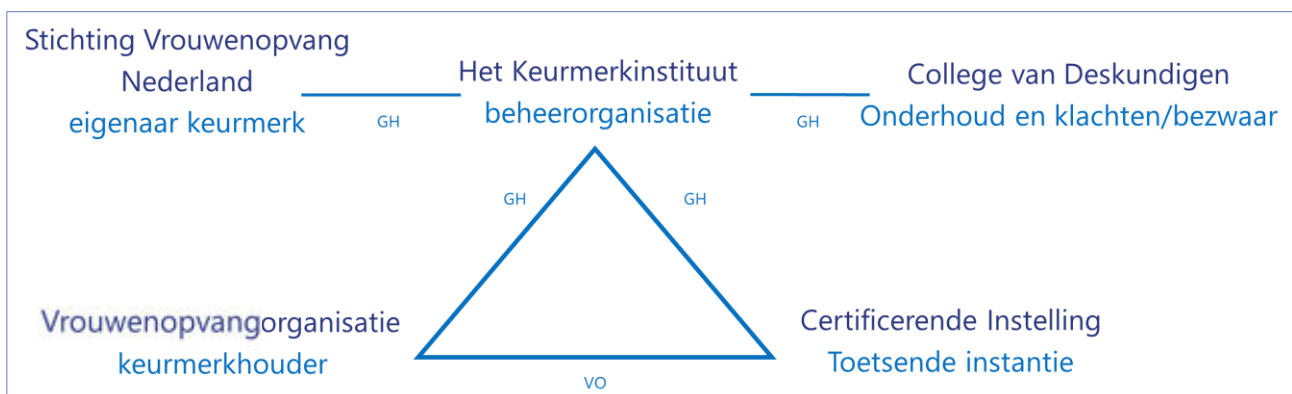 Stichting Vrouwenopvang
Nederland
eigenaar keurmerk
GH
Het Keurmerkinstituut
beheerorganisatie
GH
College van Deskundigen
Onderhoud en klachten/bezwaar
GH
GH
Vrouwenopvangorganisatie
keurmerkhouder
VO
Certificerende Instelling
Toetsende instantie